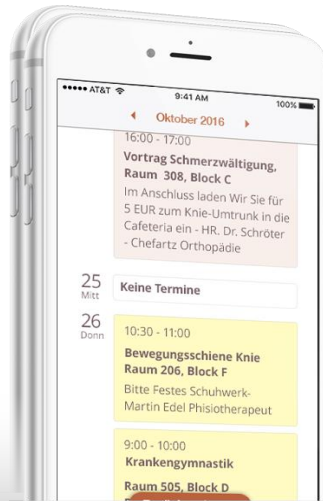 AT&T 9:41 AM 100%
Oktober 2016
16:00 - 17:00
Vortrag Schmerzwältigung,
Raum 308, Block C
Im Anschluss laden Wir Sie für
5 EUR zum Knie-Umtrunk in die
Cafeteria ein - HR. Dr. Schröter
- Chefartz Orthopädie
25
Mitt
Keine Termine
26
Donn
10:30 - 11:00
Bewegungsschiene Knie
Raum 206, Block F
Bitte Festes Schuhwerk-
Martin Edel Phisiotherapeut
9:00 - 10:00
Krankengymnastik
Raum 505, Block D